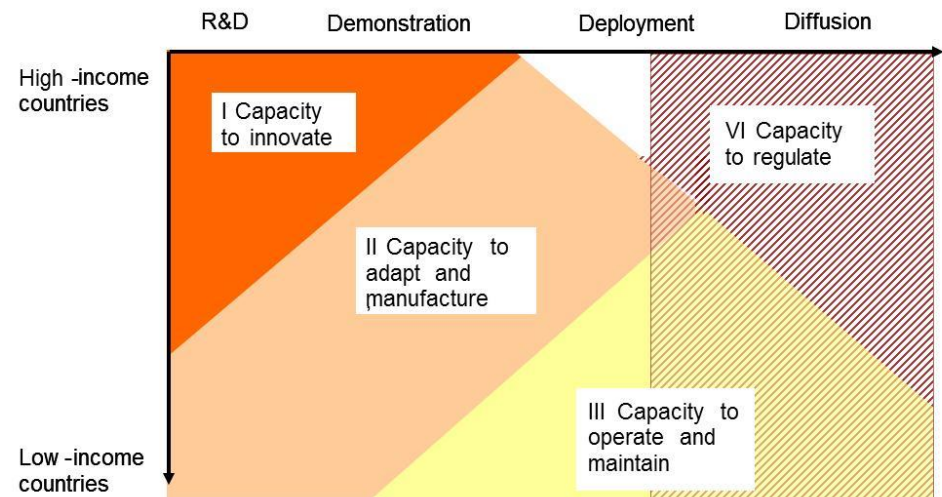 R&D Demonstration Deployment Diffusion
High -income
countries
I Capacity
to innovate
VI Capacity
to regulate
II Capacity to
adapt and
manufacture
III Capacity to
operate and
maintain
Low -income
countries